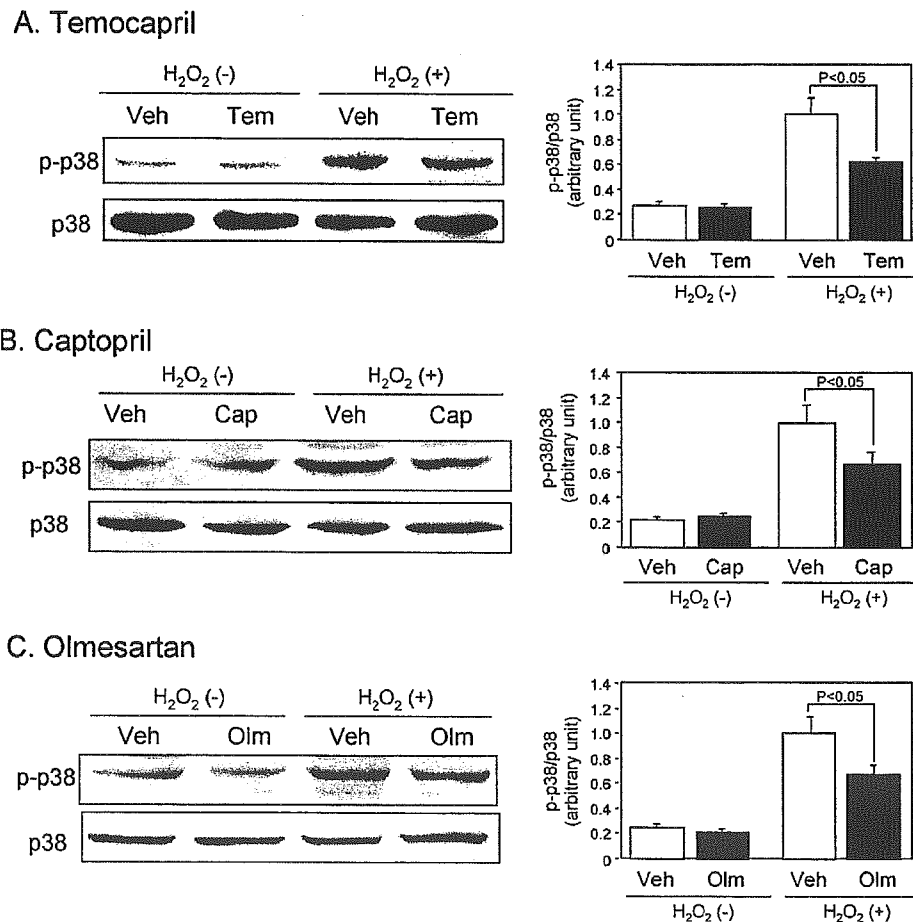 A. Temocapril
H₂O₂ (-) H₂O₂ (+)
Veh Tem Veh Tem
p-p38
p38
p-p38/p38
(arbitrary unit)
1.4
1.2
1.0
0.8
0.6
0.4
0.2
0
P<0.05
Veh Tem Veh Tem
H₂O₂ (-) H₂O₂ (+)
B. Captopril
H₂O₂ (-) H₂O₂ (+)
Veh Cap Veh Cap
p-p38
p38
p-p38/p38
(arbitrary unit)
1.4
1.2
1.0
0.8
0.6
0.4
0.2
0
P<0.05
Veh Cap Veh Cap
H₂O₂ (-) H₂O₂ (+)
C. Olmesartan
H₂O₂ (-) H₂O₂ (+)
Veh Olm Veh Olm
p-p38
p38
p-p38/p38
(arbitrary unit)
1.4
1.2
1.0
0.8
0.6
0.4
0.2
0
P<0.05
Veh Olm Veh Olm
H₂O₂ (-) H₂O₂ (+)